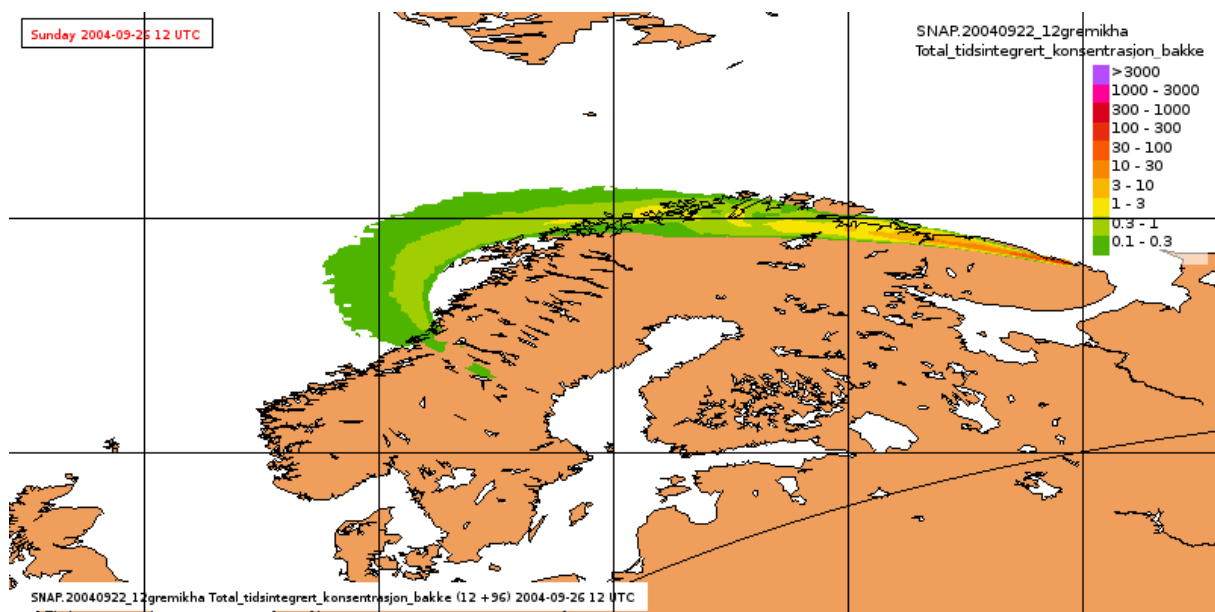 Sunday 2004-09-26 12 UTC
SNAP.20040922_12gremikha
Total_tidsintegrert_konsentrasjon_bakke
>3000
1000 - 3000
300 - 1000
100 - 300
30 - 100
10 - 30
3 - 10
1 - 3
0.3 - 1
0.1 - 0.3
SNAP.20040922_12gremikha Total_tidsintegrert_konsentrasjon_bakke (12 +96) 2004-09-26 12 UTC